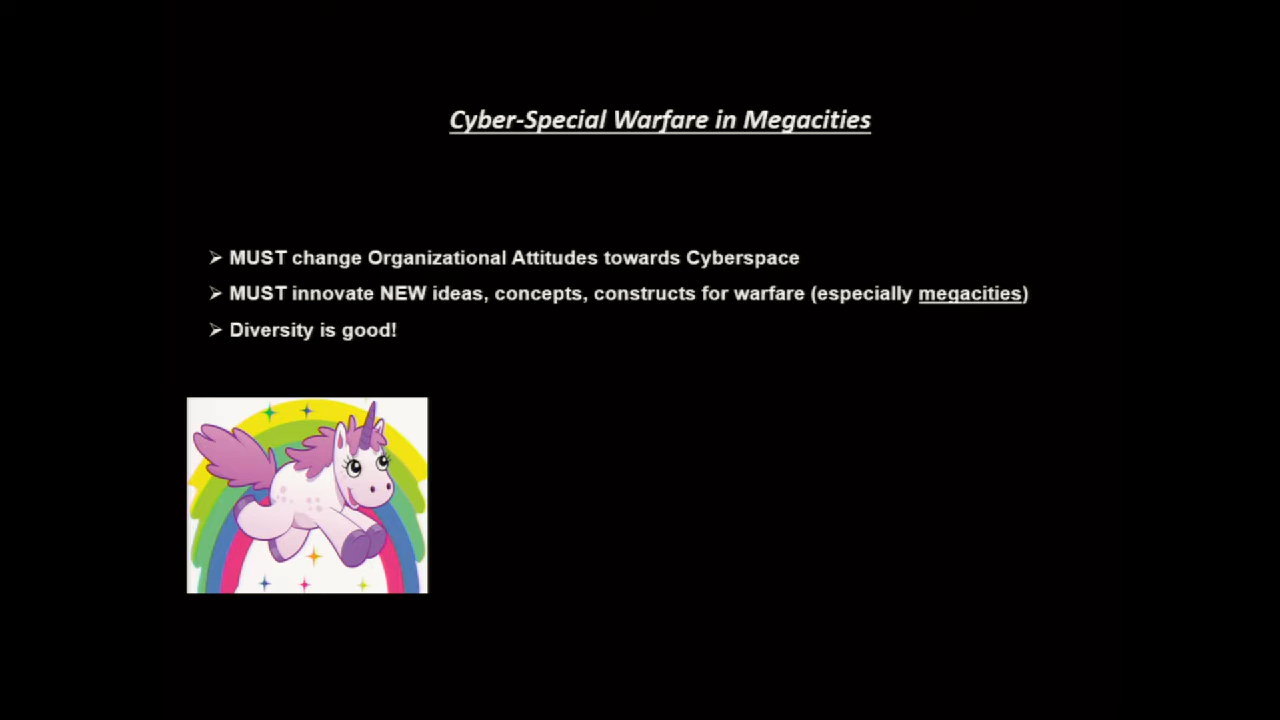 Cyber-Special Warfare in Megacities
➢ MUST change Organizational Attitudes towards Cyberspace
➢ MUST innovate NEW ideas, concepts, constructs for warfare (especially megacities)
➢ Diversity is good!